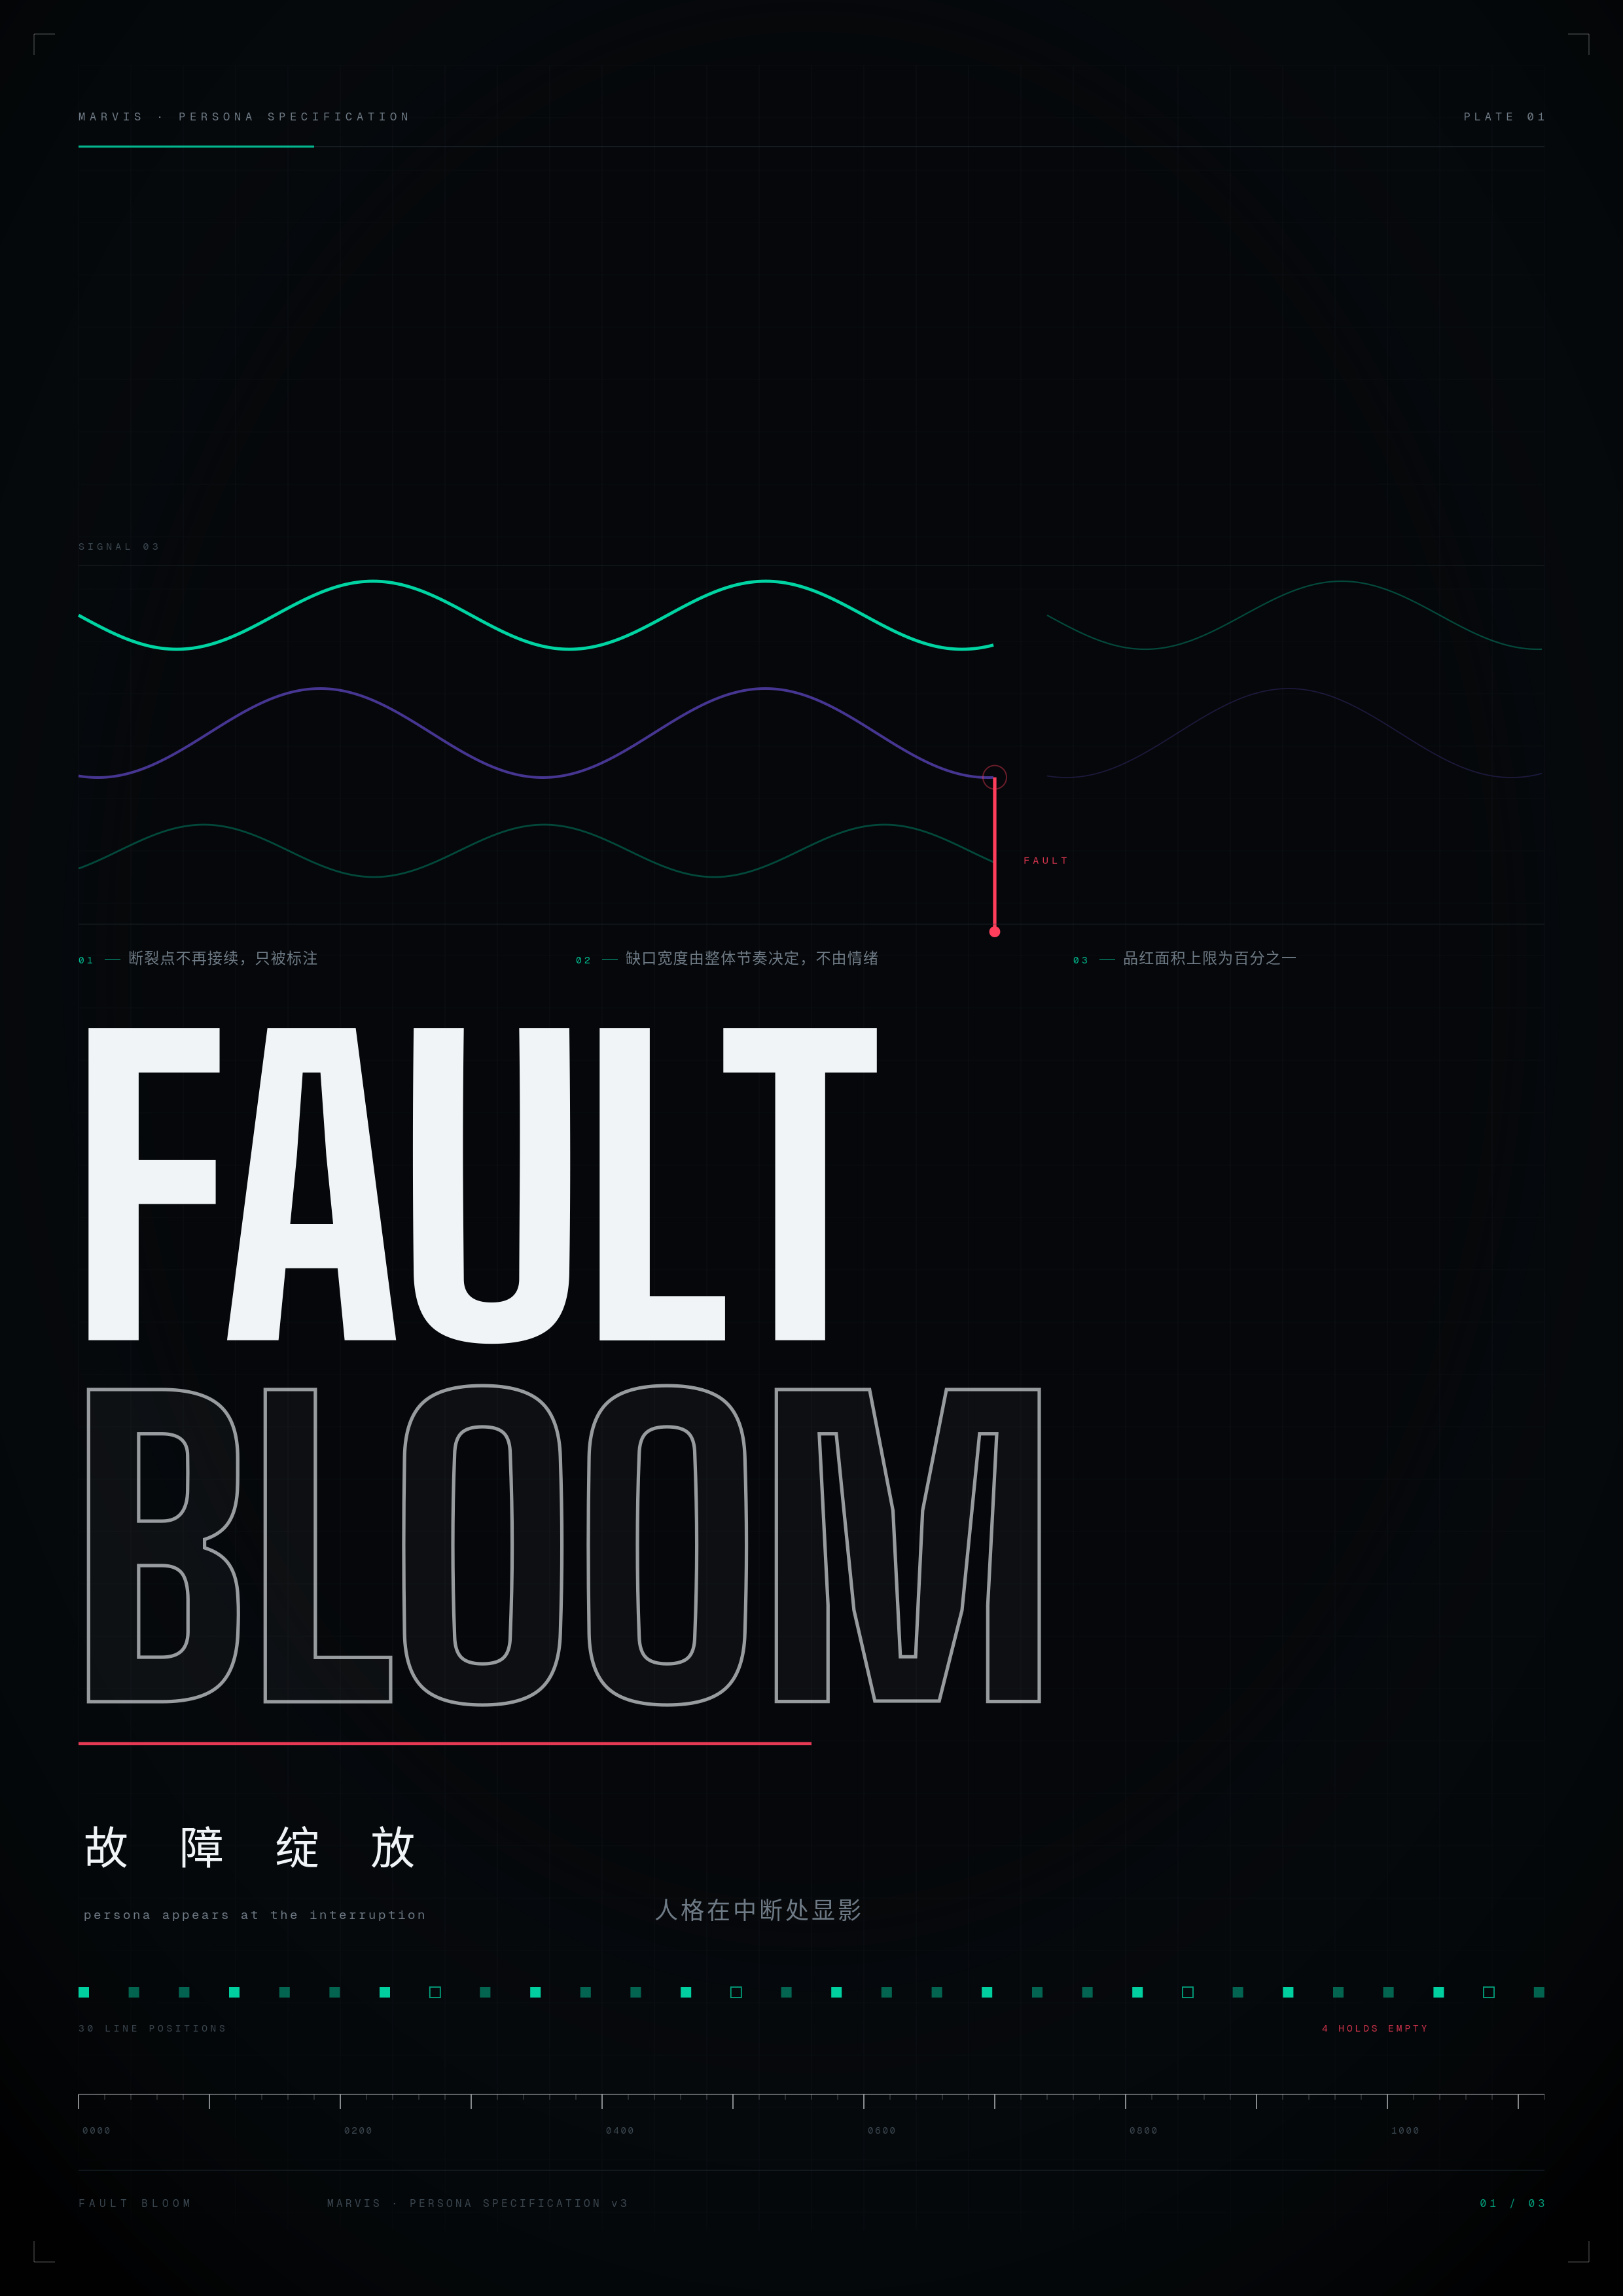 MARVIS · PERSONA SPECIFICATION
PLATE 01
SIGNAL 03
FAULT
01 — 断裂点不再接续，只被标注
02 — 缺口宽度由整体节奏决定，不由情绪
03 — 品红面积上限为百分之一
FAULT
BLOOM
故障绽放
persona appears at the interruption
人格在中断处显影
30 LINE POSITIONS
4 HOLDS EMPTY
0000 0200 0400 0600 0800 1000
FAULT BLOOM
MARVIS · PERSONA SPECIFICATION v3
01 / 03